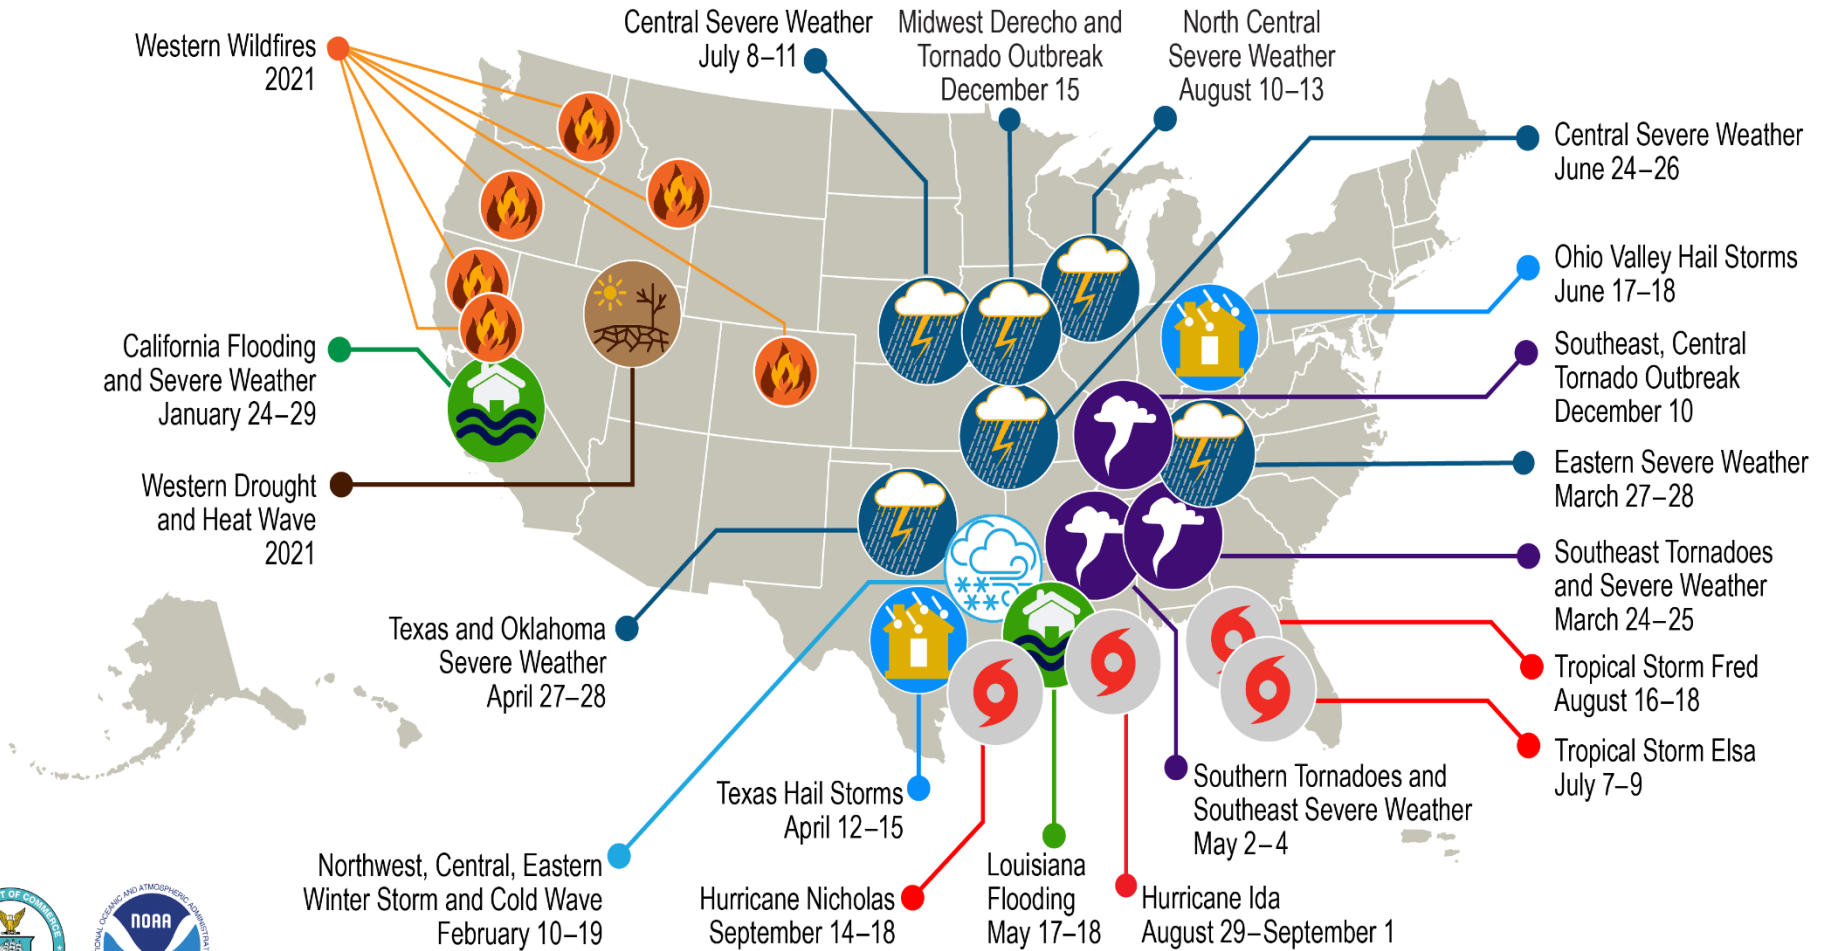 Western Wildfires
2021
Central Severe Weather
July 8–11
Midwest Derecho and
Tornado Outbreak
December 15
North Central
Severe Weather
August 10–13
Central Severe Weather
June 24–26
Ohio Valley Hail Storms
June 17–18
Southeast, Central
Tornado Outbreak
December 10
Eastern Severe Weather
March 27–28
Southeast Tornadoes
and Severe Weather
March 24–25
Tropical Storm Fred
August 16–18
Tropical Storm Elsa
July 7–9
California Flooding
and Severe Weather
January 24–29
Western Drought
and Heat Wave
2021
Texas and Oklahoma
Severe Weather
April 27–28
Texas Hail Storms
April 12–15
Northwest, Central, Eastern
Winter Storm and Cold Wave
February 10–19
Hurricane Nicholas
September 14–18
Louisiana
Flooding
May 17–18
Hurricane Ida
August 29–September 1
Southern Tornadoes and
Southeast Severe Weather
May 2–4
OF COMMERCE
OCEANIC AND ATMOSPHERIC
NOAA